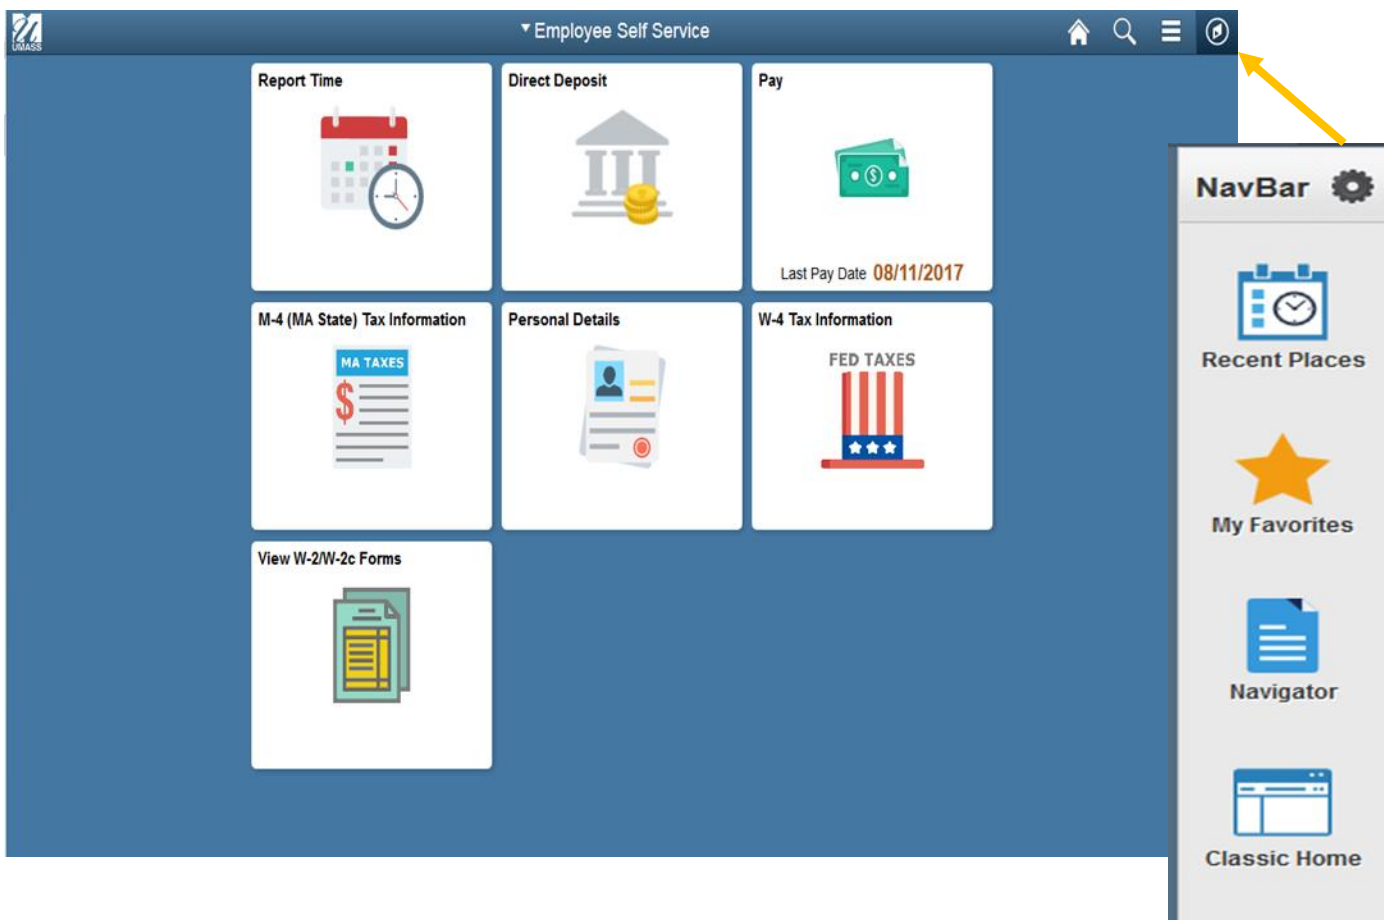 UMASS
Employee Self Service
Report Time
Direct Deposit
Pay
Last Pay Date 08/11/2017
M-4 (MA State) Tax Information
MA TAXES
$
Personal Details
W-4 Tax Information
FED TAXES
View W-2/W-2c Forms
NavBar
Recent Places
My Favorites
Navigator
Classic Home